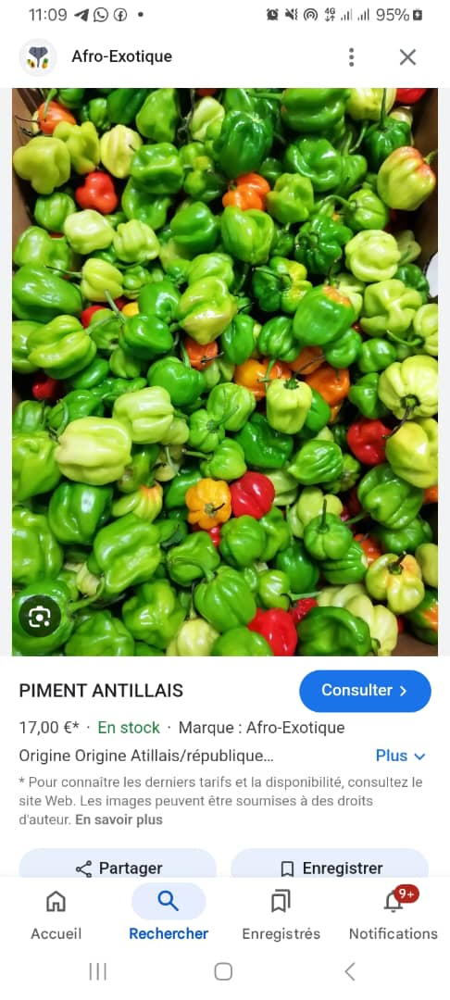 11:09
4G
95%
Afro-Exotique
PIMENT ANTILLAIS
Consulter
17,00 €* · En stock · Marque : Afro-Exotique
Origine Origine Atillais/république...
Plus
* Pour connaître les derniers tarifs et la disponibilité, consultez le
site Web. Les images peuvent être soumises à des droits
d'auteur. En savoir plus
Partager
Enregistrer
9+
Accueil
Rechercher
Enregistrés
Notifications